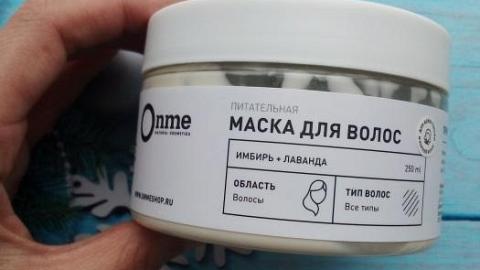 Onme
NATURAL COSMETICS
ПИТАТЕЛЬНАЯ
МАСКА ДЛЯ ВОЛОС
ИМБИРЬ + ЛАВАНДА
250 ml
ОБЛАСТЬ
Волосы
ТИП ВОЛОС
Все типы
WWW.ONMESHOP.RU